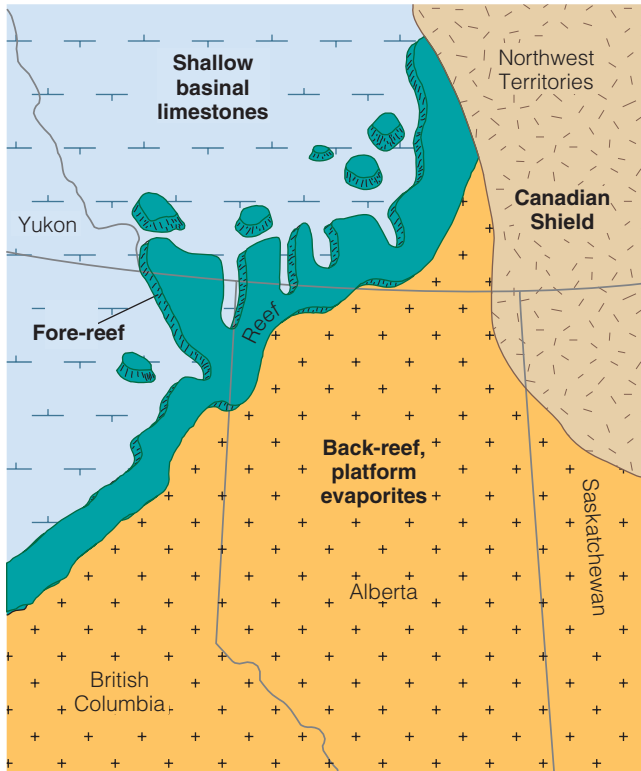 Shallow
basinal
limestones
Northwest
Territories
Canadian
Shield
Yukon
Fore-reef
Reef
Back-reef,
platform
evaporites
Saskatchewan
Alberta
British
Columbia